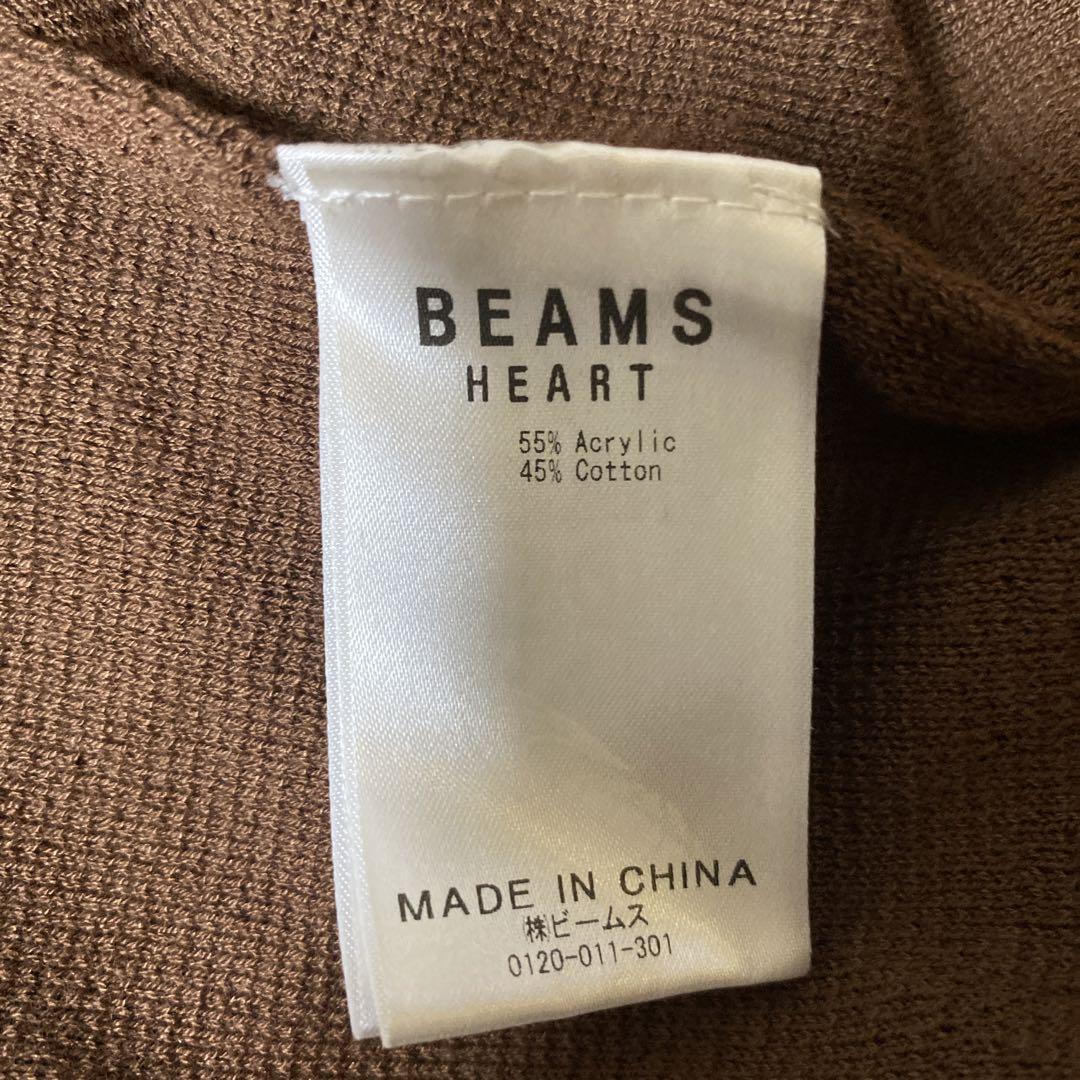 BEAMS
HEART
55% Acrylic
45% Cotton
MADE IN CHINA
㈱ビームス
0120-011-301